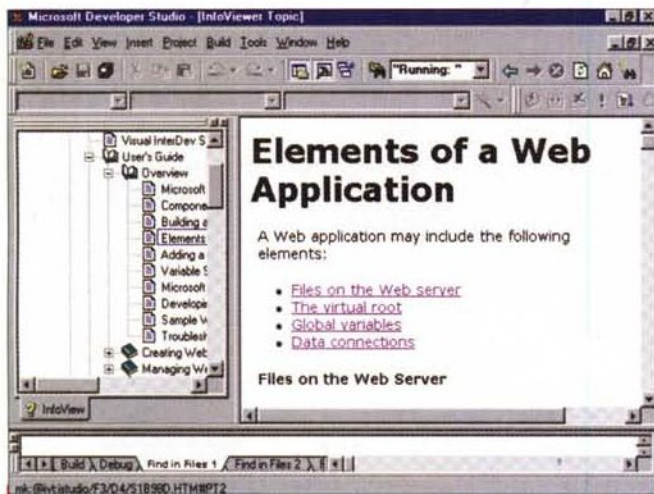 Microsoft Developer Studio - [InfoViewer Topic]
File Edit View Insert Project Build Tools Window Help
"Running: "
Visual InterDev S
User's Guide
Overview
Microsoft
Compone
Building a
Elements
Adding a
Variable S
Microsoft
Develope
Sample W
Troublesh
Creating Web
Managing We
InfoView
Elements of a Web
Application
A Web application may include the following
elements:
• Files on the Web server
• The virtual root
• Global variables
• Data connections
Files on the Web Server
Build Debug Find in Files 1 Find in Files 2